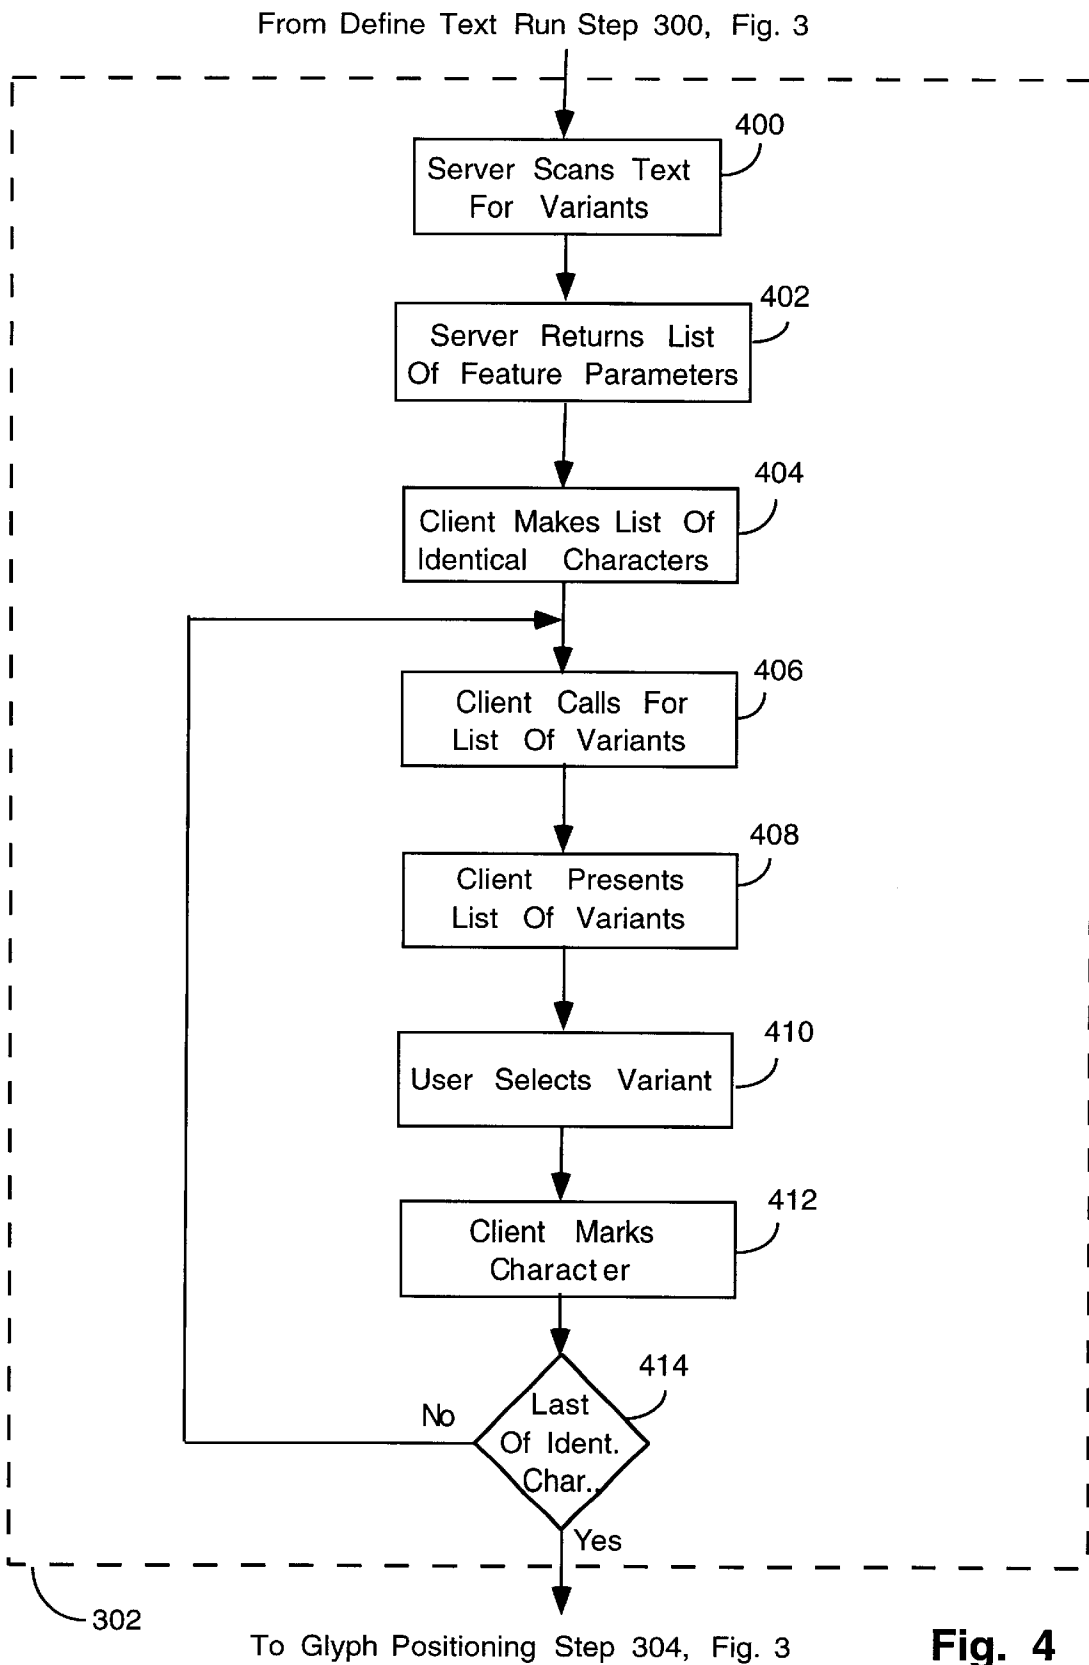 From Define Text Run Step 300, Fig. 3
400
Server Scans Text
For Variants
402
Server Returns List
Of Feature Parameters
404
Client Makes List Of
Identical Characters
406
Client Calls For
List Of Variants
408
Client Presents
List Of Variants
410
User Selects Variant
412
Client Marks
Character
414
Last
Of Ident.
Char..
No
Yes
302
To Glyph Positioning Step 304, Fig. 3
Fig. 4